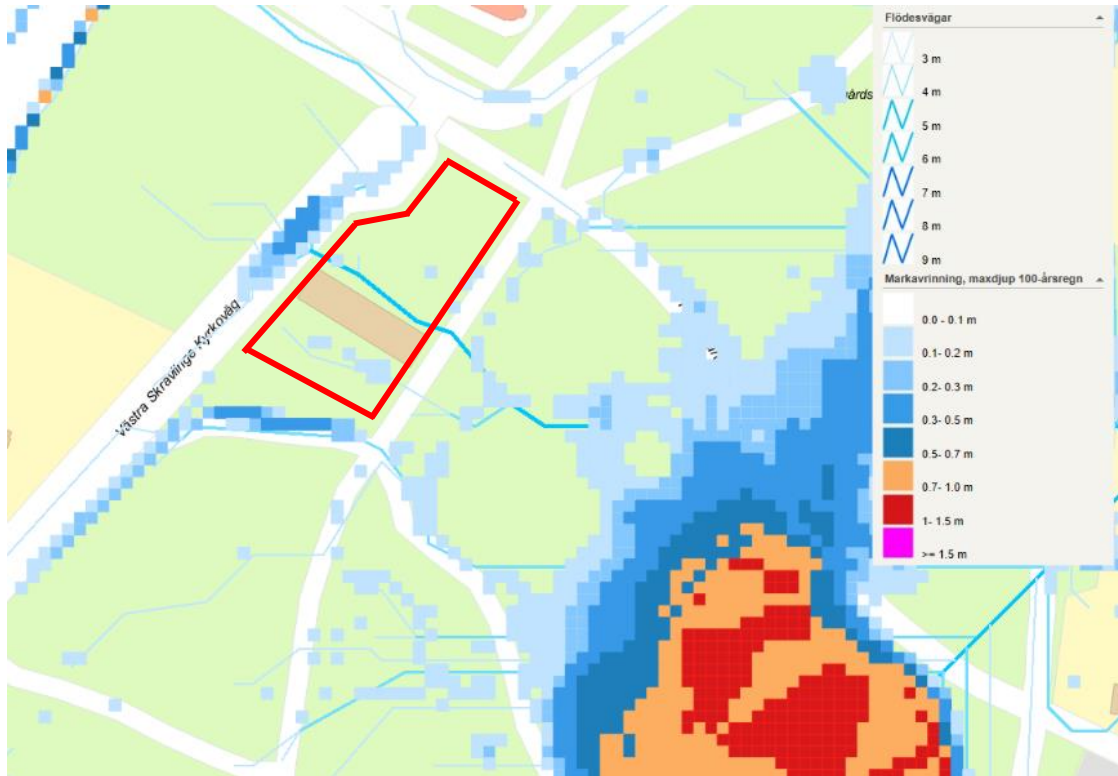 Flödesvägar
3 m
4 m
5 m
6 m
7 m
8 m
9 m
Markavrinning, maxdjup 100-årsregn
0.0 - 0.1 m
0.1- 0.2 m
0.2- 0.3 m
0.3- 0.5 m
0.5- 0.7 m
0.7- 1.0 m
1- 1.5 m
>= 1.5 m
årds
Västra Skrävlinge Kyrkoväg